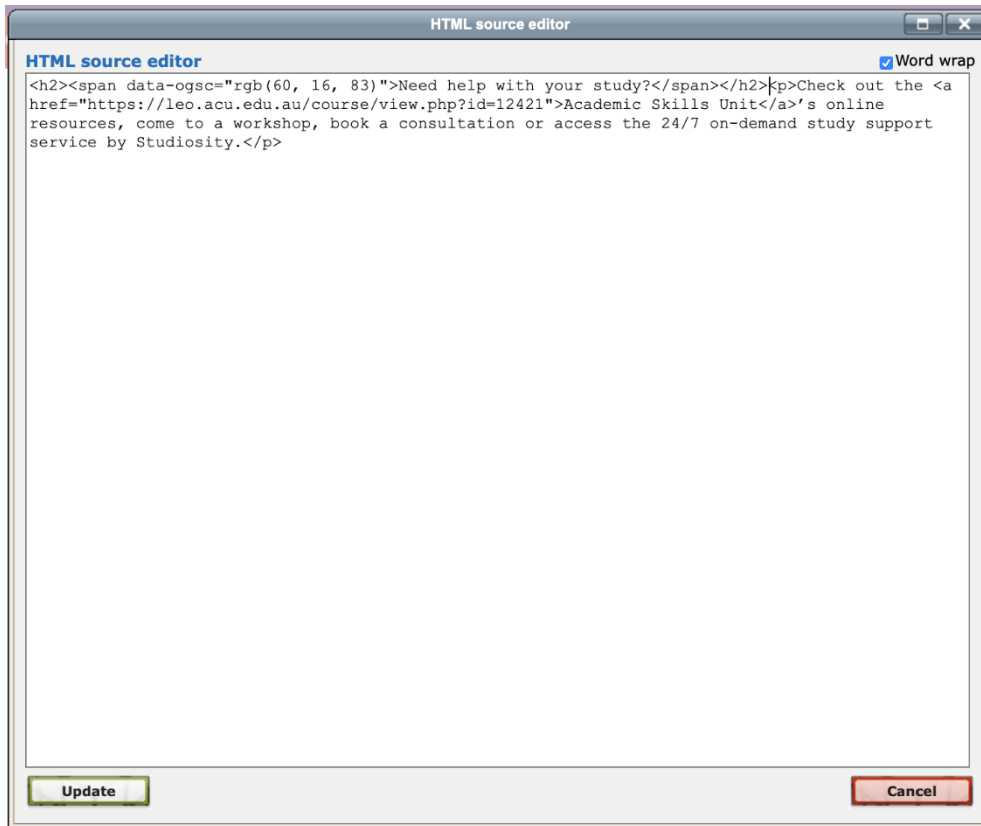 HTML source editor
HTML source editor
Word wrap
<h2><span data-ogsc="rgb(60, 16, 83)">Need help with your study?</span></h2><p>Check out the <a
href="https://leo.acu.edu.au/course/view.php?id=12421">Academic Skills Unit</a>’s online
resources, come to a workshop, book a consultation or access the 24/7 on-demand study support
service by Studiosity.</p>
Update
Cancel